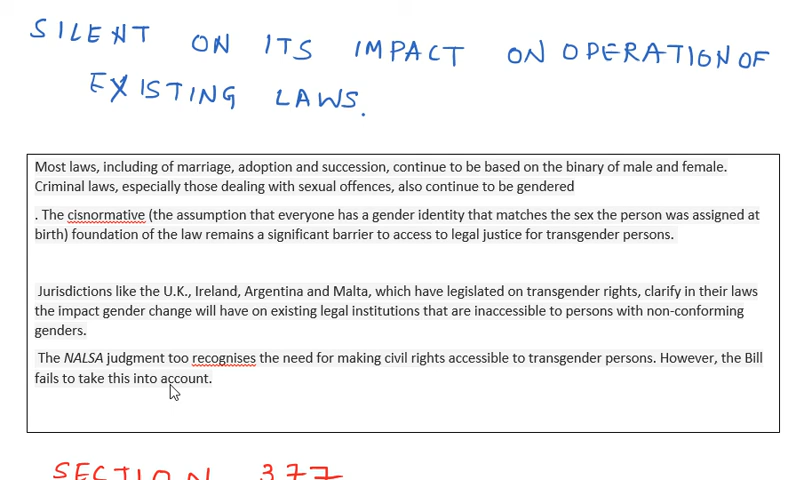 SILENT ON ITS IMPACT ON OPERATION OF
EXISTING LAWS.
Most laws, including of marriage, adoption and succession, continue to be based on the binary of male and female.
Criminal laws, especially those dealing with sexual offences, also continue to be gendered
. The cisnormative (the assumption that everyone has a gender identity that matches the sex the person was assigned at
birth) foundation of the law remains a significant barrier to access to legal justice for transgender persons.
Jurisdictions like the U.K., Ireland, Argentina and Malta, which have legislated on transgender rights, clarify in their laws
the impact gender change will have on existing legal institutions that are inaccessible to persons with non-conforming
genders.
The NALSA judgment too recognises the need for making civil rights accessible to transgender persons. However, the Bill
fails to take this into account.
SECTION 377